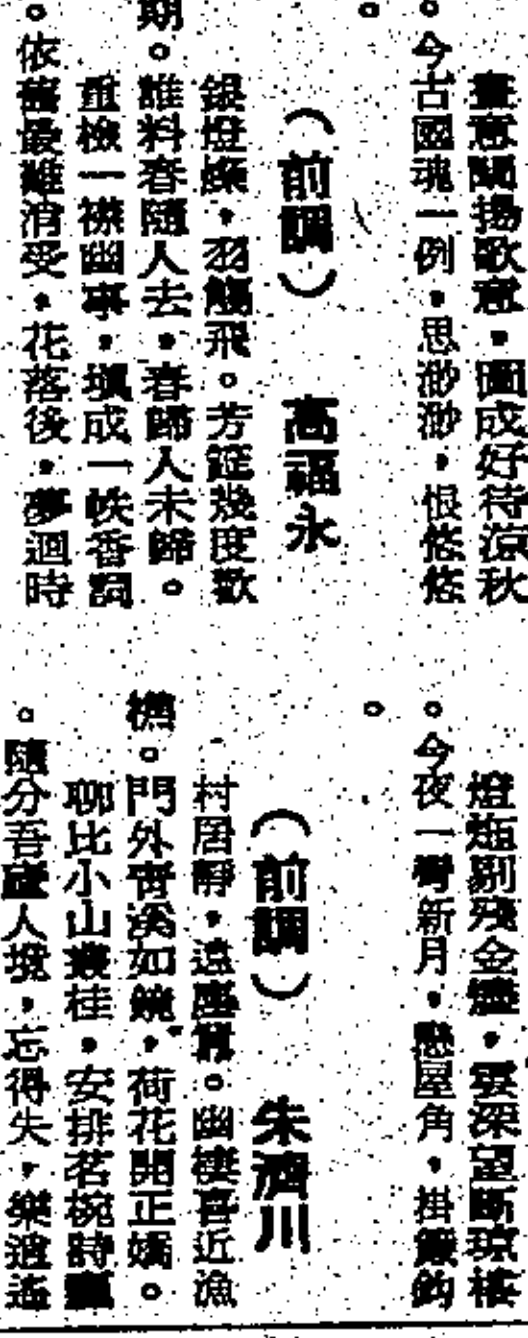 畫意闡揚歌意，圖成好待涼秋
。今古國魂一例，思渺渺，恨悠悠
。
（前調）　高福永
銀燈爍，羽觴飛。芳筵幾度歡
期。誰料春隨人去，春歸人未歸。
重檢一襟幽事，塡成一帙香詞
。依舊最難消受，花落後，夢迴時
燈炧剔殘金燼，雲深望斷瓊樓
。今夜一彎新月，戀屋角，掛銀鈎
。
（前調）　朱濟川
村居靜，遠塵囂。幽棲喜近漁
樵。門外青溪如鏡，荷花開正嬌。
聊比小山叢桂，安排茗椀詩瓢
。隨分吾廬人境，忘得失，樂逍遙